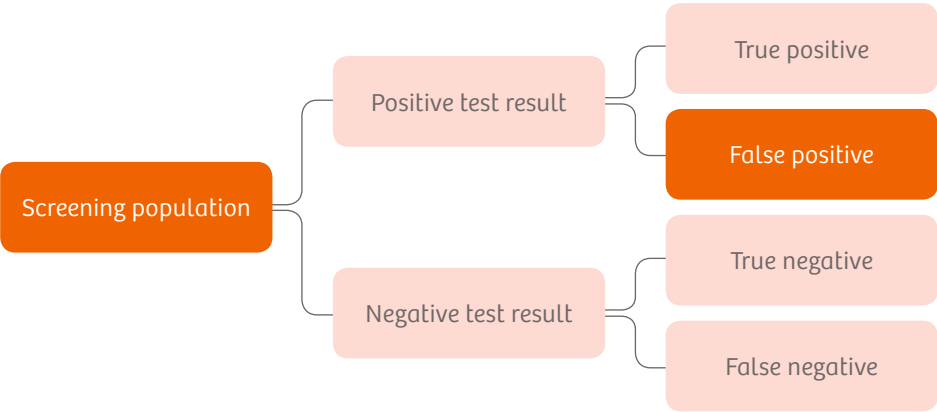 Screening population
Positive test result
True positive
False positive
Negative test result
True negative
False negative